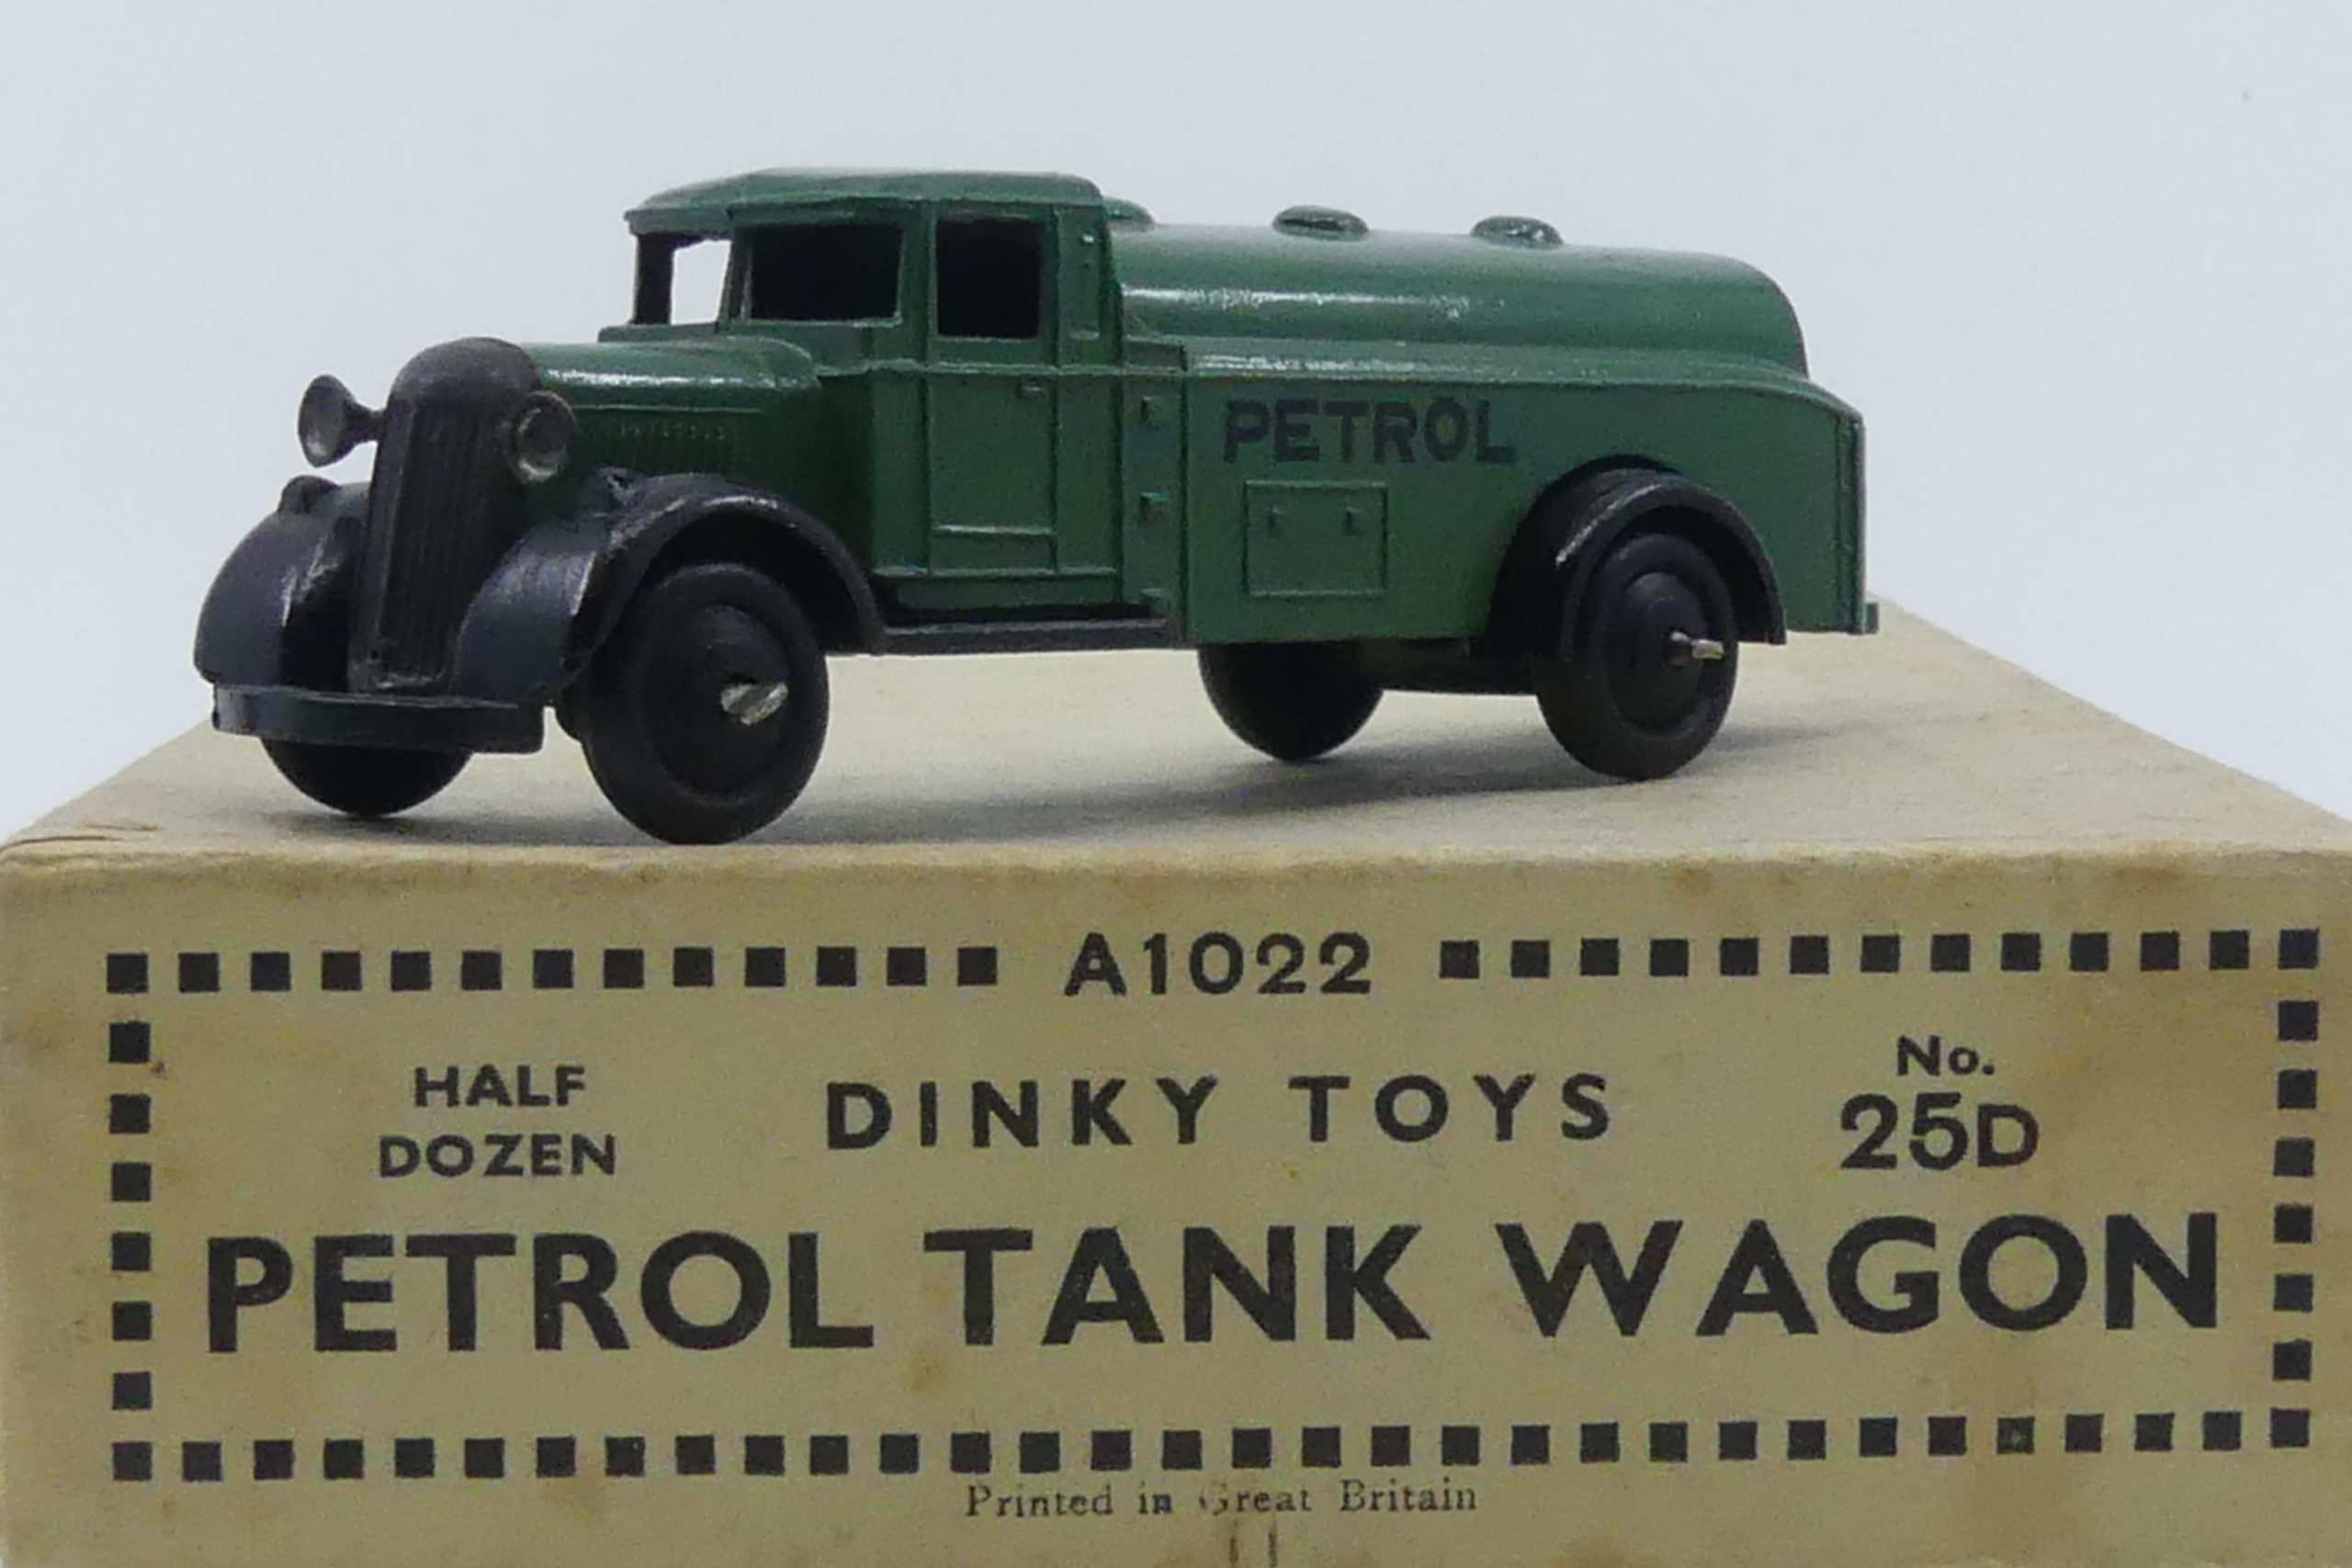 PETROL
A1022
HALF
DOZEN
DINKY TOYS
No.
25D
PETROL TANK WAGON
Printed in Great Britain